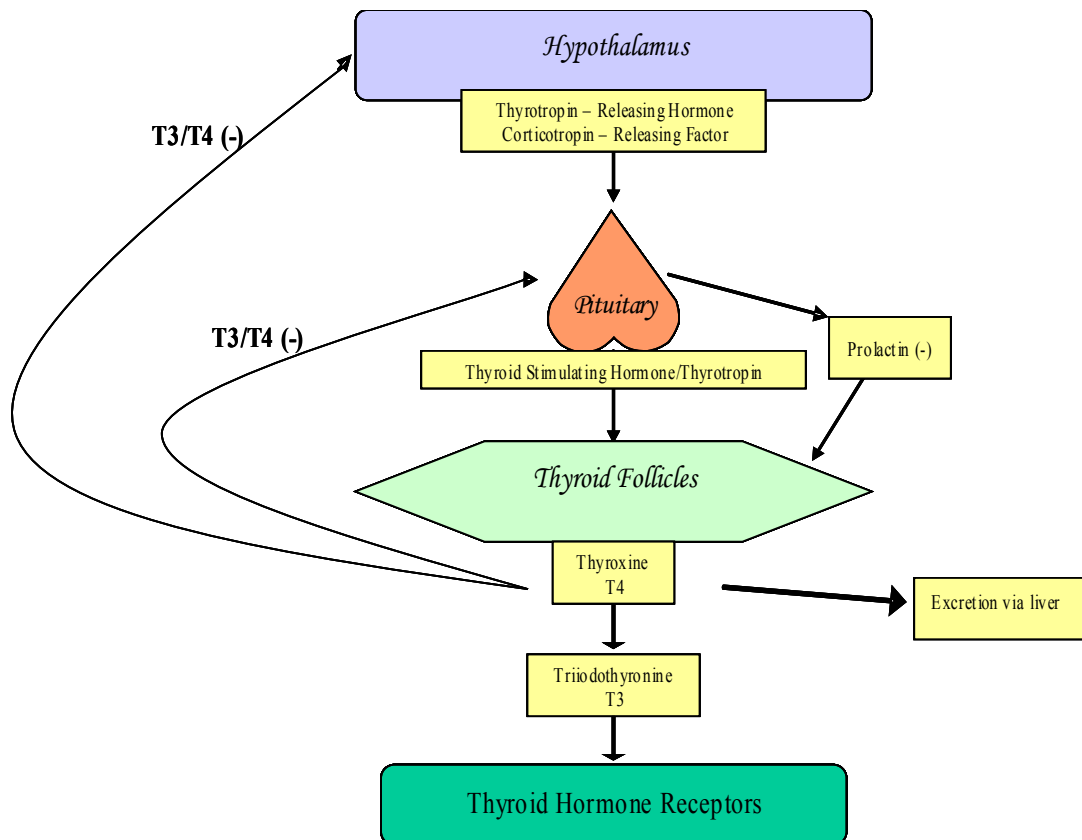 Hypothalamus
Thyrotropin – Releasing Hormone
Corticotropin – Releasing Factor
T3/T4 (-)
Pituitary
T3/T4 (-)
Prolactin (-)
Thyroid Stimulating Hormone/Thyrotropin
Thyroid Follicles
Thyroxine
T4
Excretion via liver
Triiodothyronine
T3
Thyroid Hormone Receptors